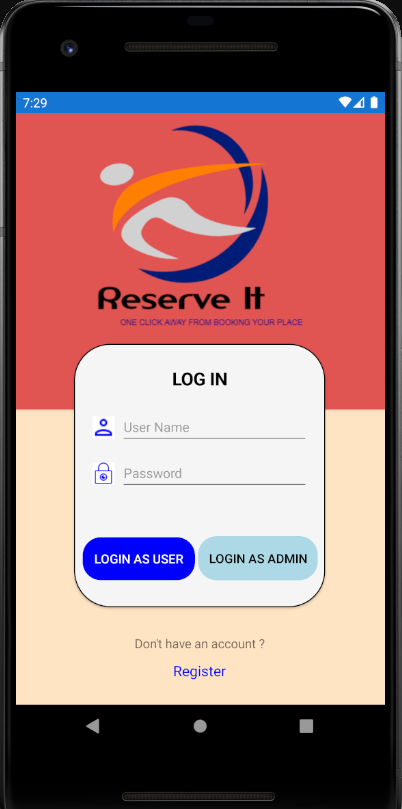 7:29
Reserve It
ONE CLICK AWAY FROM BOOKING YOUR PLACE
LOG IN
User Name
Password
LOGIN AS USER LOGIN AS ADMIN
Don't have an account ?
Register